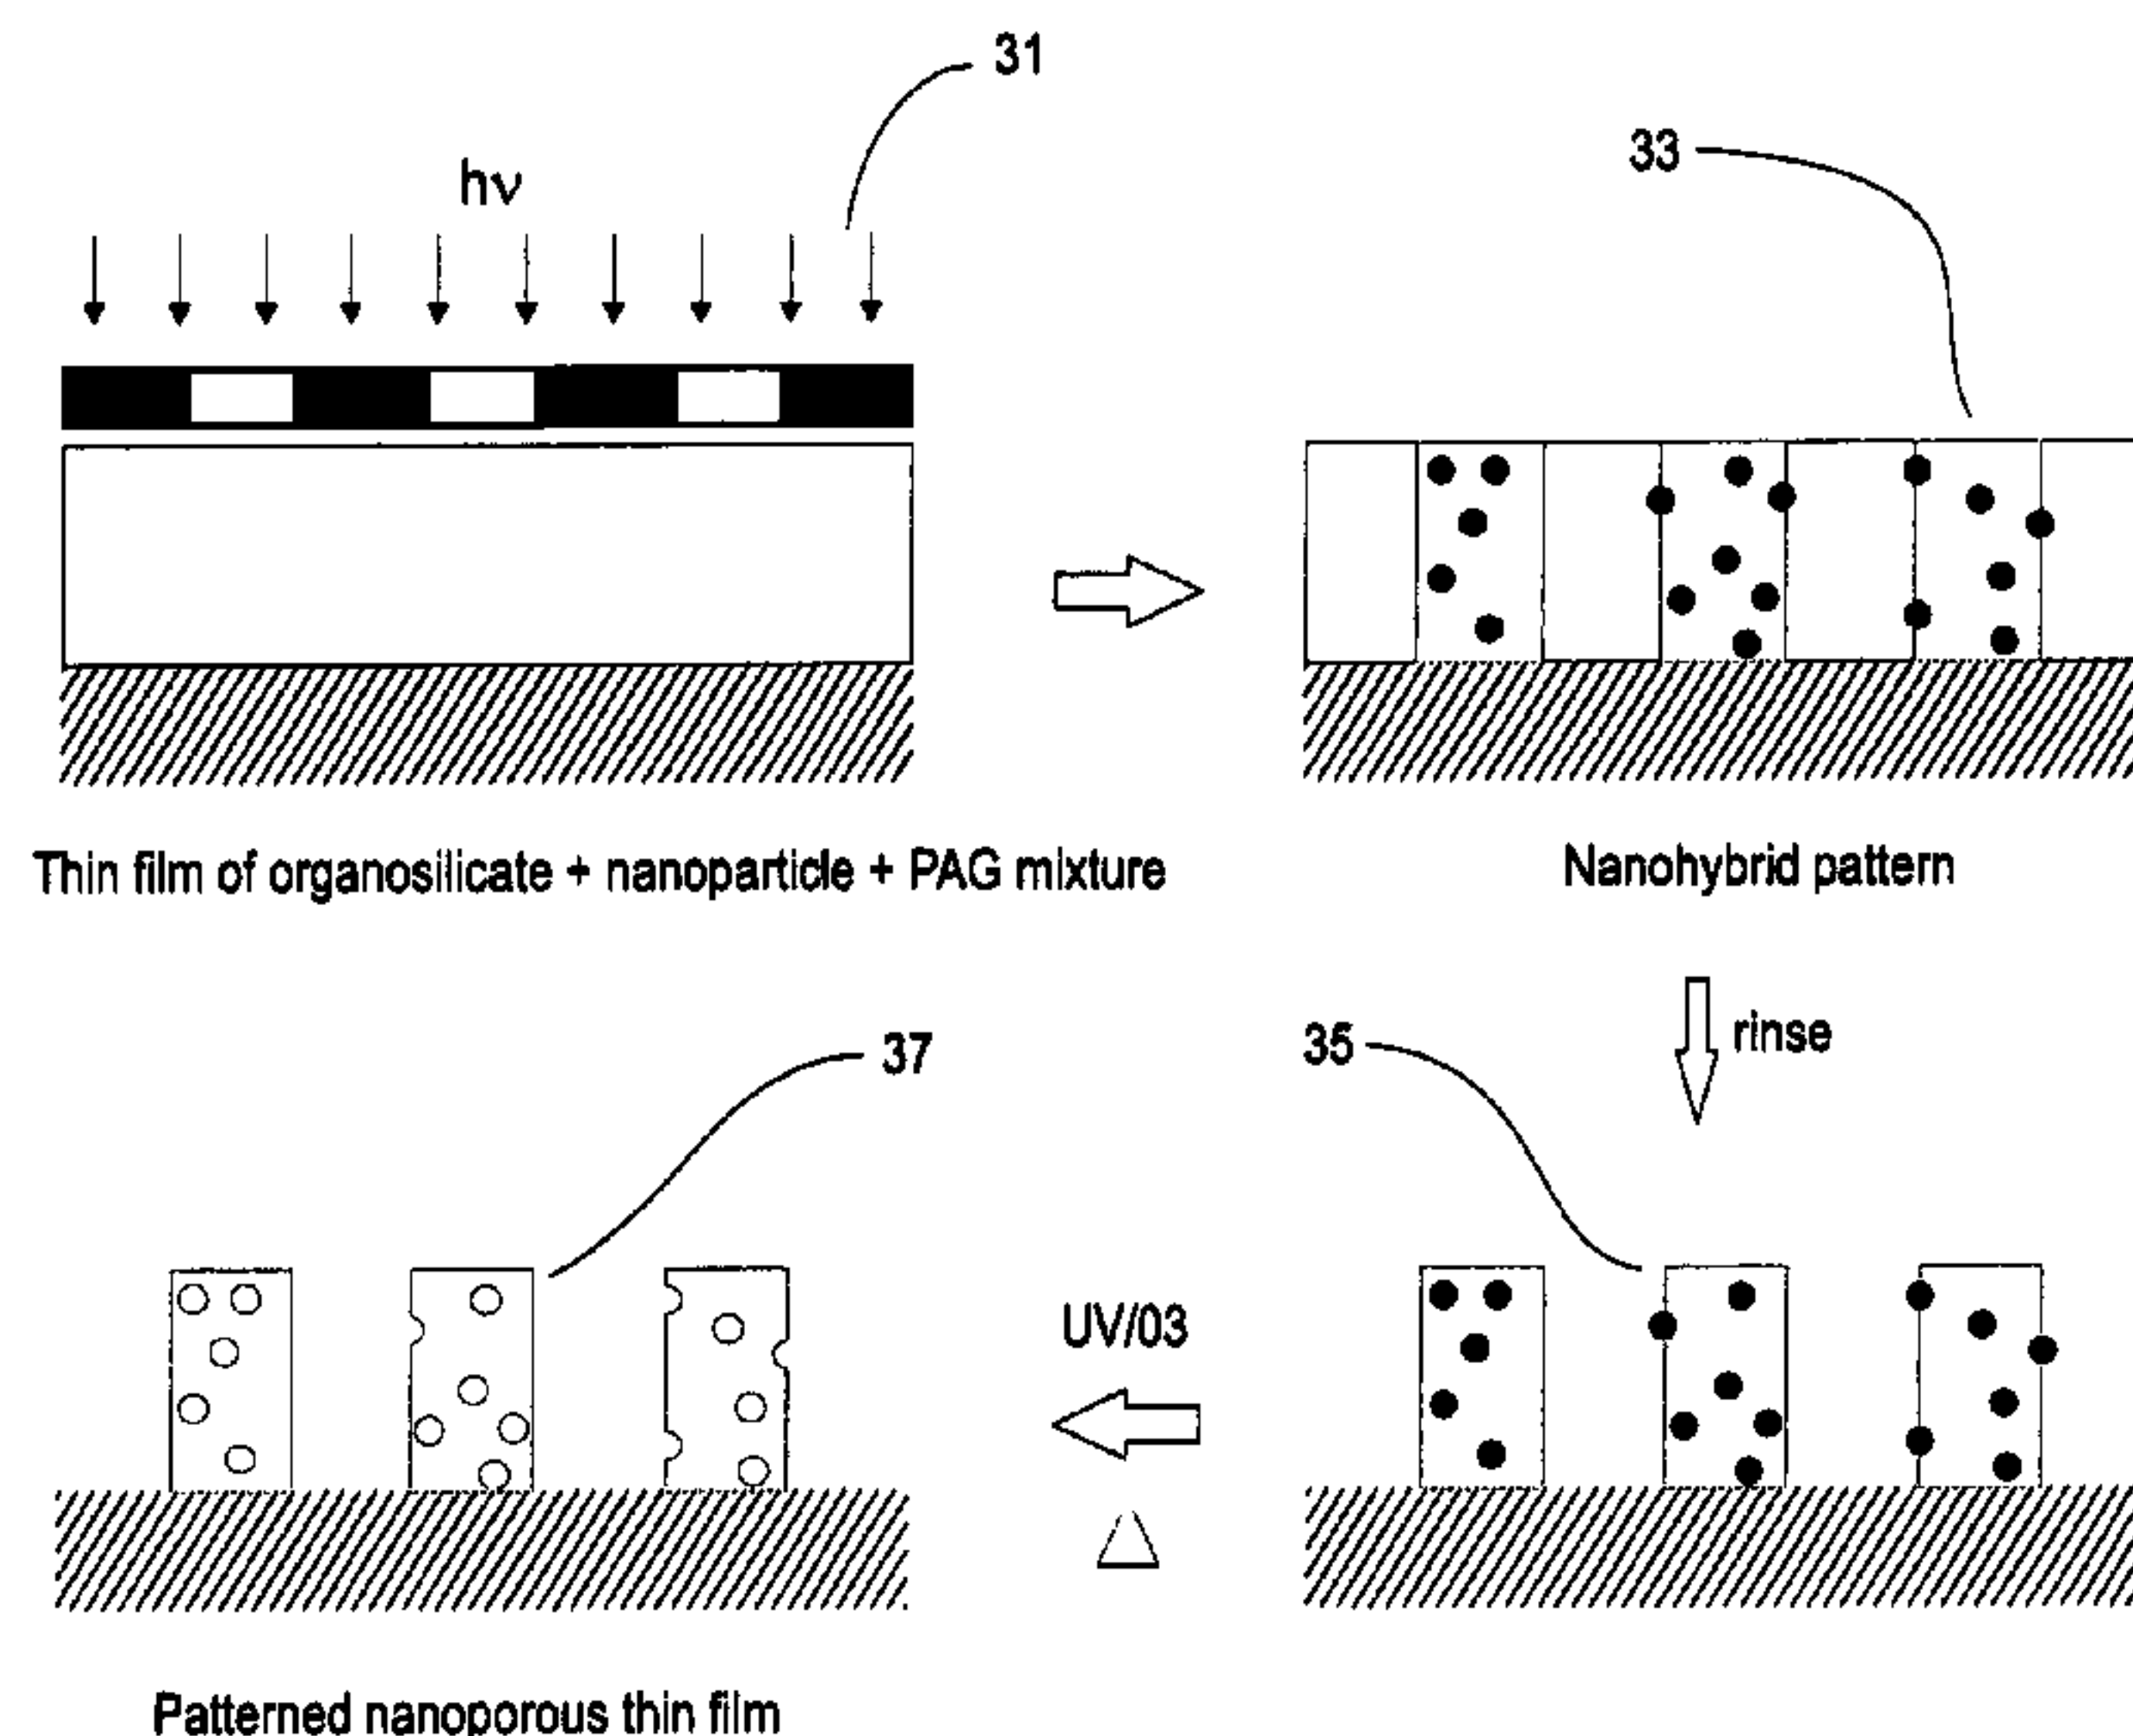 31
hν
33
Thin film of organosilicate + nanoparticle + PAG mixture
Nanohybrid pattern
rinse
37
35
UV/03
Δ
Patterned nanoporous thin film